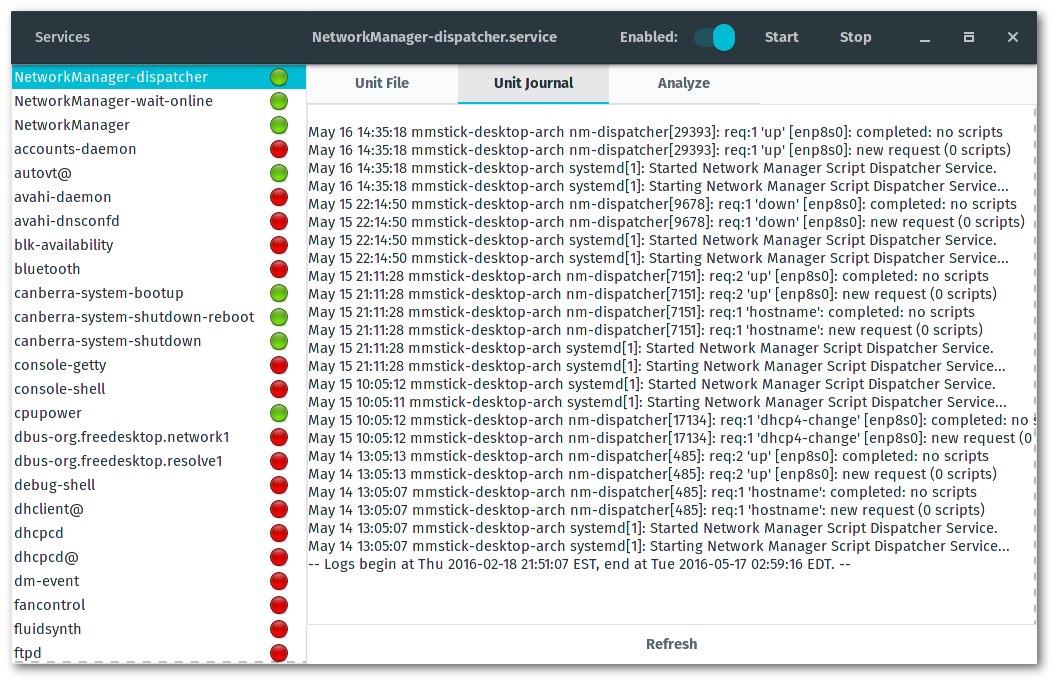 Services
NetworkManager-dispatcher.service
Enabled:
Start
Stop
NetworkManager-dispatcher
NetworkManager-wait-online
NetworkManager
accounts-daemon
autovt@
avahi-daemon
avahi-dnsconfd
blk-availability
bluetooth
canberra-system-bootup
canberra-system-shutdown-reboot
canberra-system-shutdown
console-getty
console-shell
cpupower
dbus-org.freedesktop.network1
dbus-org.freedesktop.resolve1
debug-shell
dhclient@
dhcpcd
dhcpcd@
dm-event
fancontrol
fluidsynth
ftpd
Unit File
Unit Journal
Analyze
May 16 14:35:18 mmstick-desktop-arch nm-dispatcher[29393]: req:1 'up' [enp8s0]: completed: no scripts
May 16 14:35:18 mmstick-desktop-arch nm-dispatcher[29393]: req:1 'up' [enp8s0]: new request (0 scripts)
May 16 14:35:18 mmstick-desktop-arch systemd[1]: Started Network Manager Script Dispatcher Service.
May 16 14:35:18 mmstick-desktop-arch systemd[1]: Starting Network Manager Script Dispatcher Service...
May 15 22:14:50 mmstick-desktop-arch nm-dispatcher[9678]: req:1 'down' [enp8s0]: completed: no scripts
May 15 22:14:50 mmstick-desktop-arch nm-dispatcher[9678]: req:1 'down' [enp8s0]: new request (0 scripts)
May 15 22:14:50 mmstick-desktop-arch systemd[1]: Started Network Manager Script Dispatcher Service.
May 15 22:14:50 mmstick-desktop-arch systemd[1]: Starting Network Manager Script Dispatcher Service...
May 15 21:11:28 mmstick-desktop-arch nm-dispatcher[7151]: req:2 'up' [enp8s0]: completed: no scripts
May 15 21:11:28 mmstick-desktop-arch nm-dispatcher[7151]: req:2 'up' [enp8s0]: new request (0 scripts)
May 15 21:11:28 mmstick-desktop-arch nm-dispatcher[7151]: req:1 'hostname': completed: no scripts
May 15 21:11:28 mmstick-desktop-arch nm-dispatcher[7151]: req:1 'hostname': new request (0 scripts)
May 15 21:11:28 mmstick-desktop-arch systemd[1]: Started Network Manager Script Dispatcher Service.
May 15 21:11:28 mmstick-desktop-arch systemd[1]: Starting Network Manager Script Dispatcher Service...
May 15 10:05:12 mmstick-desktop-arch systemd[1]: Started Network Manager Script Dispatcher Service.
May 15 10:05:11 mmstick-desktop-arch systemd[1]: Starting Network Manager Script Dispatcher Service...
May 15 10:05:12 mmstick-desktop-arch nm-dispatcher[17134]: req:1 'dhcp4-change' [enp8s0]: completed: no
May 15 10:05:12 mmstick-desktop-arch nm-dispatcher[17134]: req:1 'dhcp4-change' [enp8s0]: new request (0
May 14 13:05:13 mmstick-desktop-arch nm-dispatcher[485]: req:2 'up' [enp8s0]: completed: no scripts
May 14 13:05:13 mmstick-desktop-arch nm-dispatcher[485]: req:2 'up' [enp8s0]: new request (0 scripts)
May 14 13:05:07 mmstick-desktop-arch nm-dispatcher[485]: req:1 'hostname': completed: no scripts
May 14 13:05:07 mmstick-desktop-arch nm-dispatcher[485]: req:1 'hostname': new request (0 scripts)
May 14 13:05:07 mmstick-desktop-arch systemd[1]: Started Network Manager Script Dispatcher Service.
May 14 13:05:07 mmstick-desktop-arch systemd[1]: Starting Network Manager Script Dispatcher Service...
-- Logs begin at Thu 2016-02-18 21:51:07 EST, end at Tue 2016-05-17 02:59:16 EDT. --
Refresh